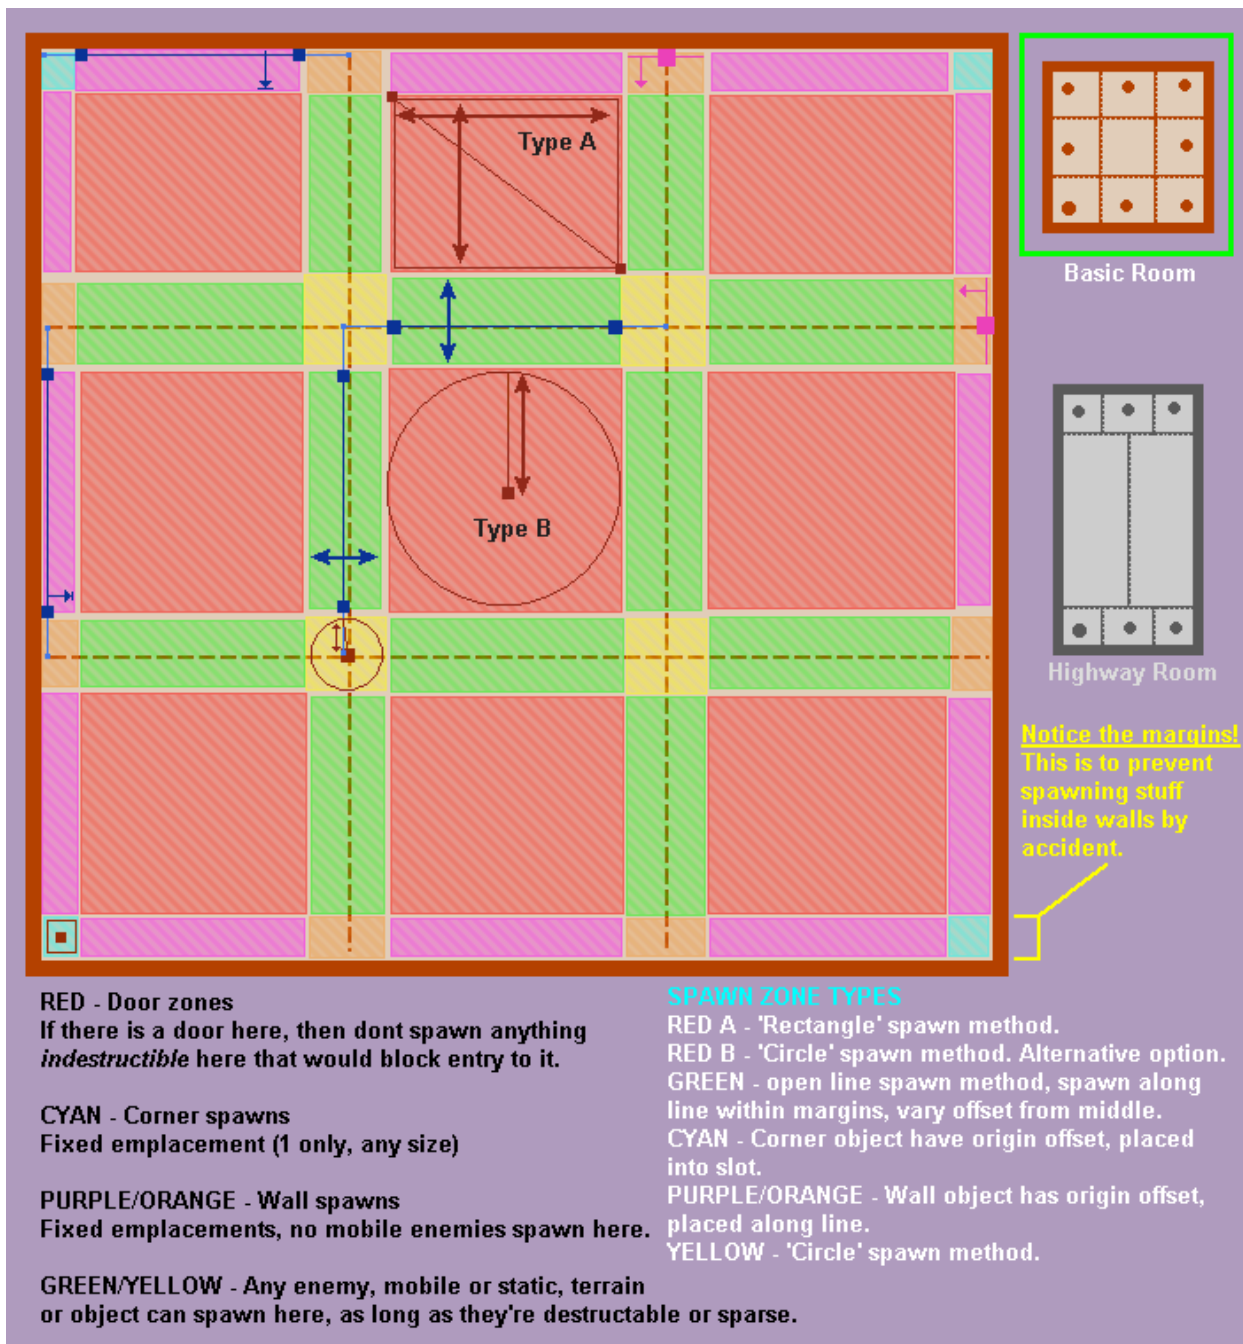 Type A
Basic Room
Type B
Highway Room
Notice the margins!
This is to prevent
spawning stuff
inside walls by
accident.
RED - Door zones
If there is a door here, then dont spawn anything
indestructible here that would block entry to it.
CYAN - Corner spawns
Fixed emplacement (1 only, any size)
PURPLE/ORANGE - Wall spawns
Fixed emplacements, no mobile enemies spawn here.
GREEN/YELLOW - Any enemy, mobile or static, terrain
or object can spawn here, as long as they're destructable or sparse.
SPAWN ZONE TYPES
RED A - 'Rectangle' spawn method.
RED B - 'Circle' spawn method. Alternative option.
GREEN - open line spawn method, spawn along
line within margins, vary offset from middle.
CYAN - Corner object have origin offset, placed
into slot.
PURPLE/ORANGE - Wall object has origin offset,
placed along line.
YELLOW - 'Circle' spawn method.